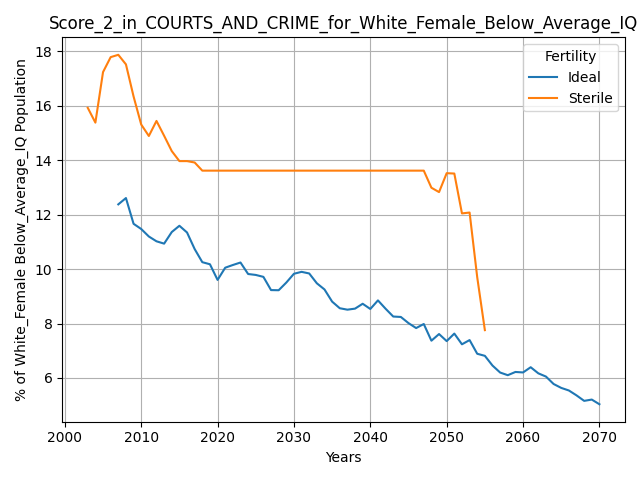 Score_2_in_COURTS_AND_CRIME_for_White_Female_Below_Average_IQ
% of White_Female Below_Average_IQ Population
18
16
14
12
10
8
6
Fertility
Ideal
Sterile
2000 2010 2020 2030 2040 2050 2060 2070
Years